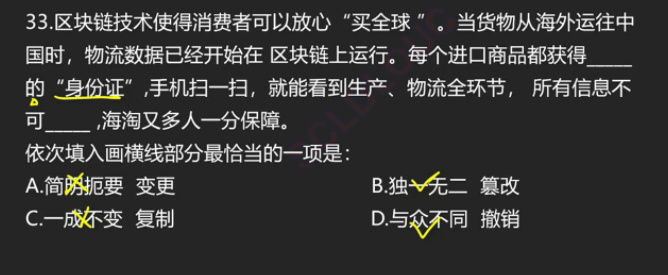 33.区块链技术使得消费者可以放心“买全球 ”。当货物从海外运往中
国时，物流数据已经开始在 区块链上运行。每个进口商品都获得_____
的“身份证”,手机扫一扫，就能看到生产、物流全环节， 所有信息不
可_____ ,海淘又多人一分保障。
依次填入画横线部分最恰当的一项是：
A.简明扼要 变更 B.独一无二 篡改
C.一成不变 复制 D.与众不同 撤销